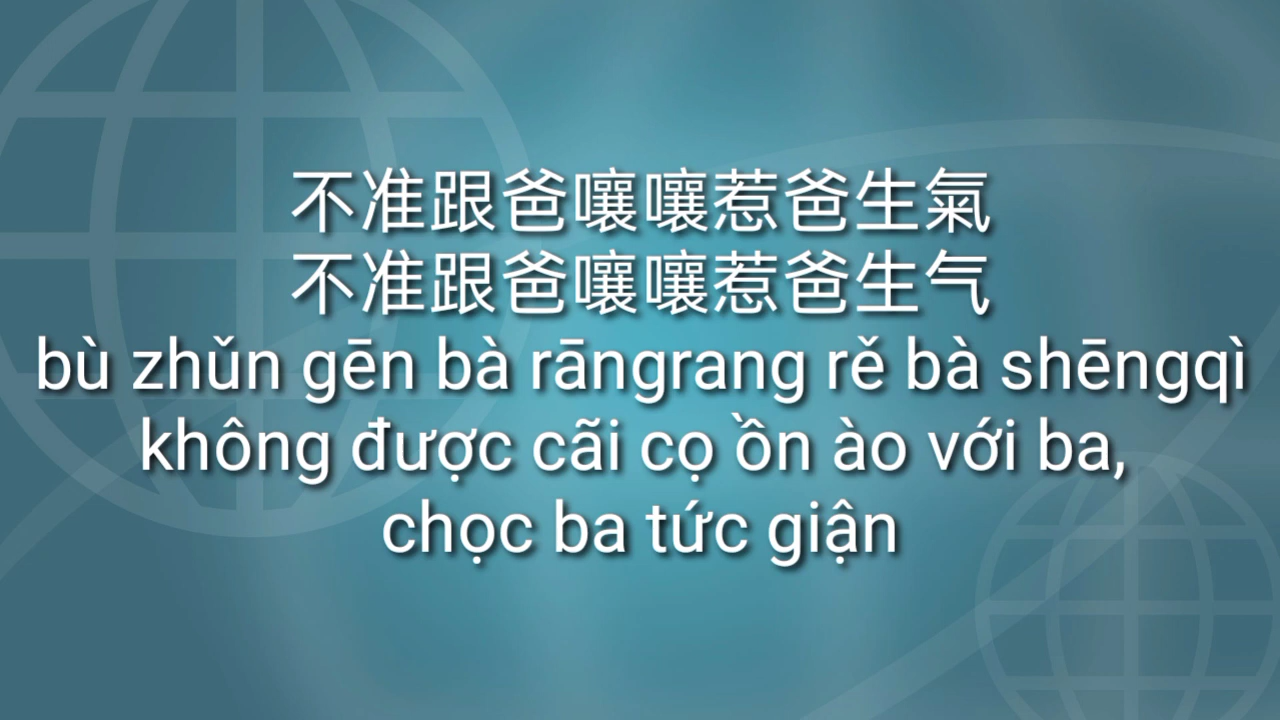 不准跟爸嚷嚷惹爸生氣
不准跟爸嚷嚷惹爸生气
bù zhǔn gēn bà rāngrang rě bà shēngqì
không được cãi cọ ồn ào với ba,
chọc ba tức giận